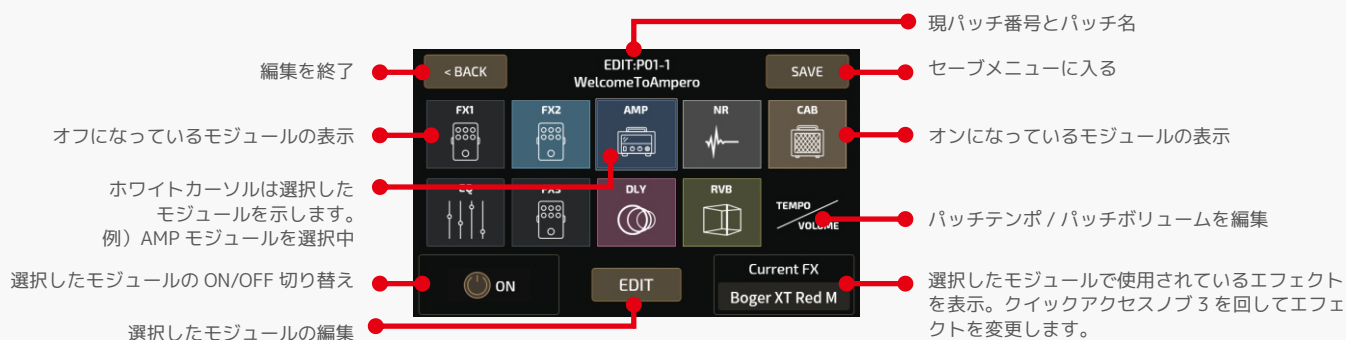 現パッチ番号とパッチ名
編集を終了
< BACK
EDIT:P01-1
WelcomeToAmpero
SAVE
セーブメニューに入る
オフになっているモジュールの表示
FX1
FX2
AMP
NR
CAB
オンになっているモジュールの表示
ホワイトカーソルは選択した
モジュールを示します。
例）AMP モジュールを選択中
EQ
FX3
DLY
RVB
TEMPO
VOLUME
パッチテンポ / パッチボリュームを編集
選択したモジュールの ON/OFF 切り替え
ON
EDIT
Current FX
Boger XT Red M
選択したモジュールで使用されているエフェクト
を表示。クイックアクセスノブ 3 を回してエフェ
クトを変更します。
選択したモジュールの編集